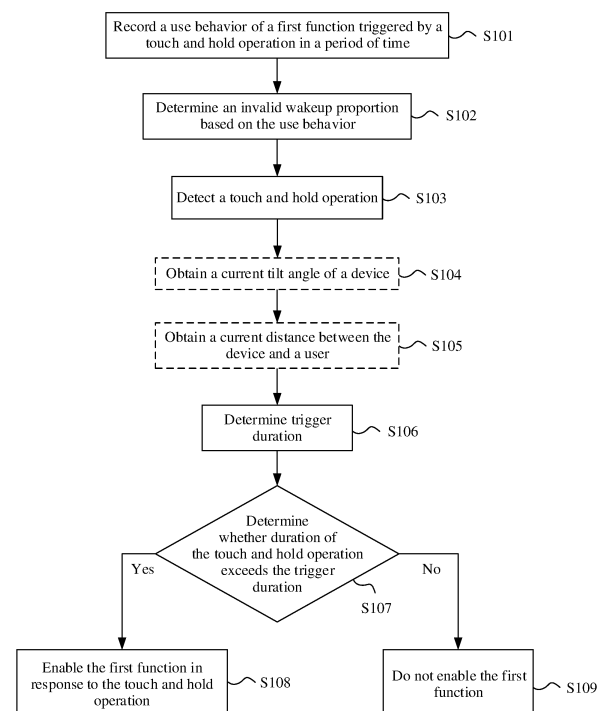 Record a use behavior of a first function triggered by a
touch and hold operation in a period of time
S101
Determine an invalid wakeup proportion
based on the use behavior
S102
Detect a touch and hold operation
S103
Obtain a current tilt angle of a device
S104
Obtain a current distance between the
device and a user
S105
Determine trigger
duration
S106
Determine
whether duration of
the touch and hold operation
exceeds the trigger
duration
S107
Yes
No
Enable the first function in
response to the touch and hold
operation
S108
Do not enable the first
function
S109